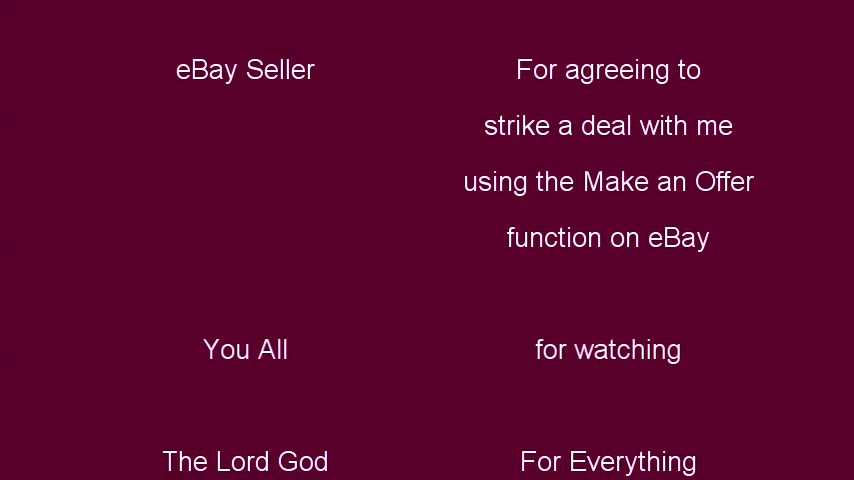 eBay Seller For agreeing to
strike a deal with me
using the Make an Offer
function on eBay
You All for watching
The Lord God For Everything